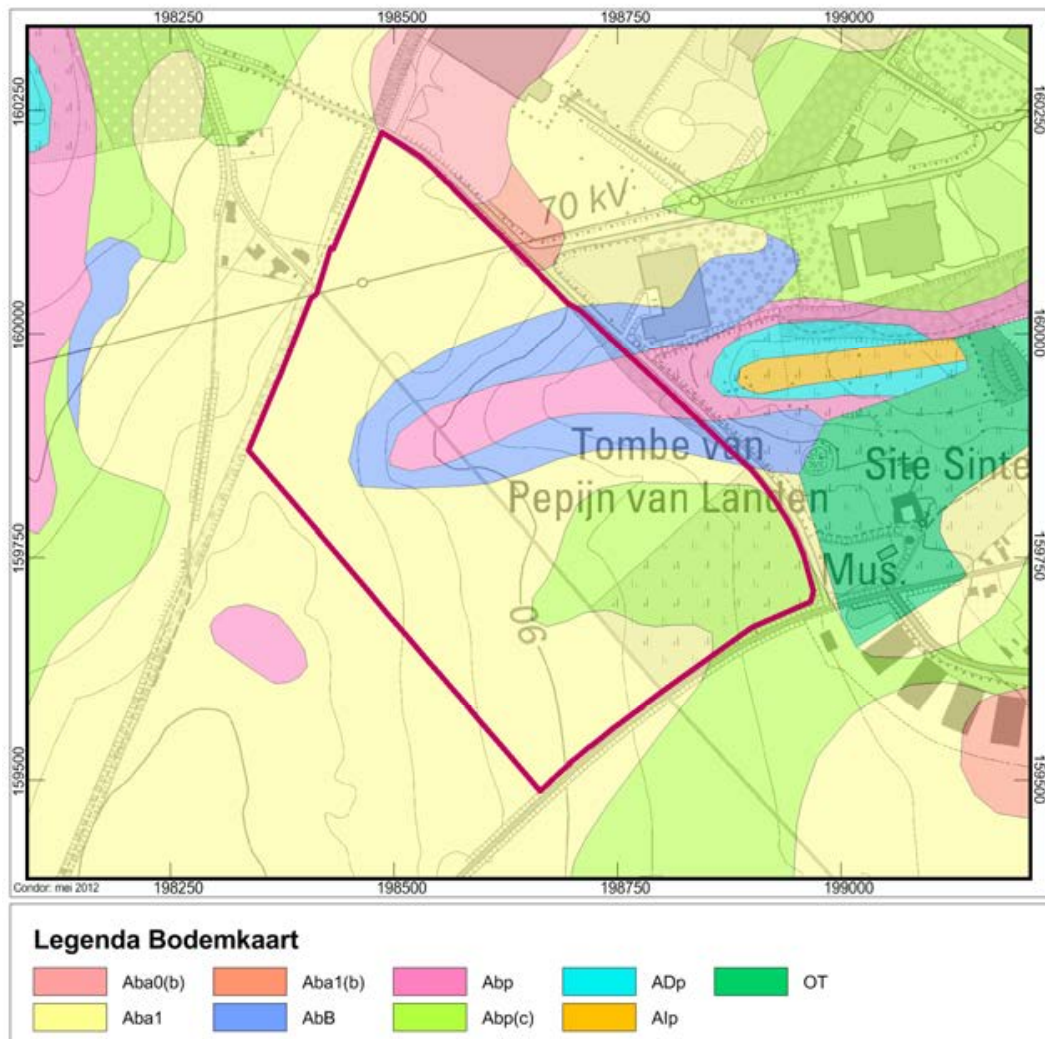 198250 198500 198750 199000
160250 160250
70 kV
160000 160000
Tombe van
Pepijn van Landen
Site Sinte
159750 159750
Mus.
90
159500 159500
Condor: mei 2012
198250 198500 198750 199000
Legenda Bodemkaart
Aba0(b) Aba1(b) Abp ADp OT
Aba1 AbB Abp(c) AIp